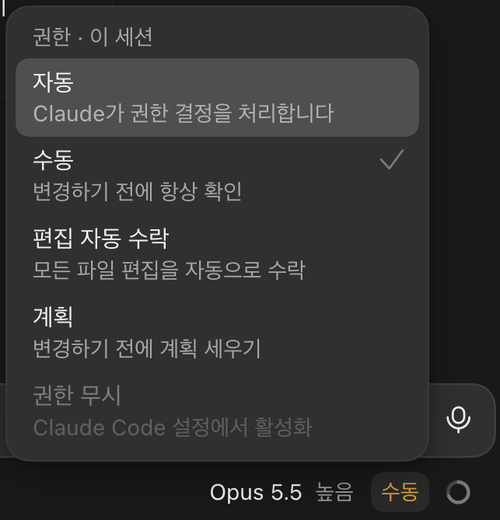 권한 · 이 세션
자동
Claude가 권한 결정을 처리합니다
수동
변경하기 전에 항상 확인
편집 자동 수락
모든 파일 편집을 자동으로 수락
계획
변경하기 전에 계획 세우기
권한 무시
Claude Code 설정에서 활성화
Opus 5.5 높음 수동